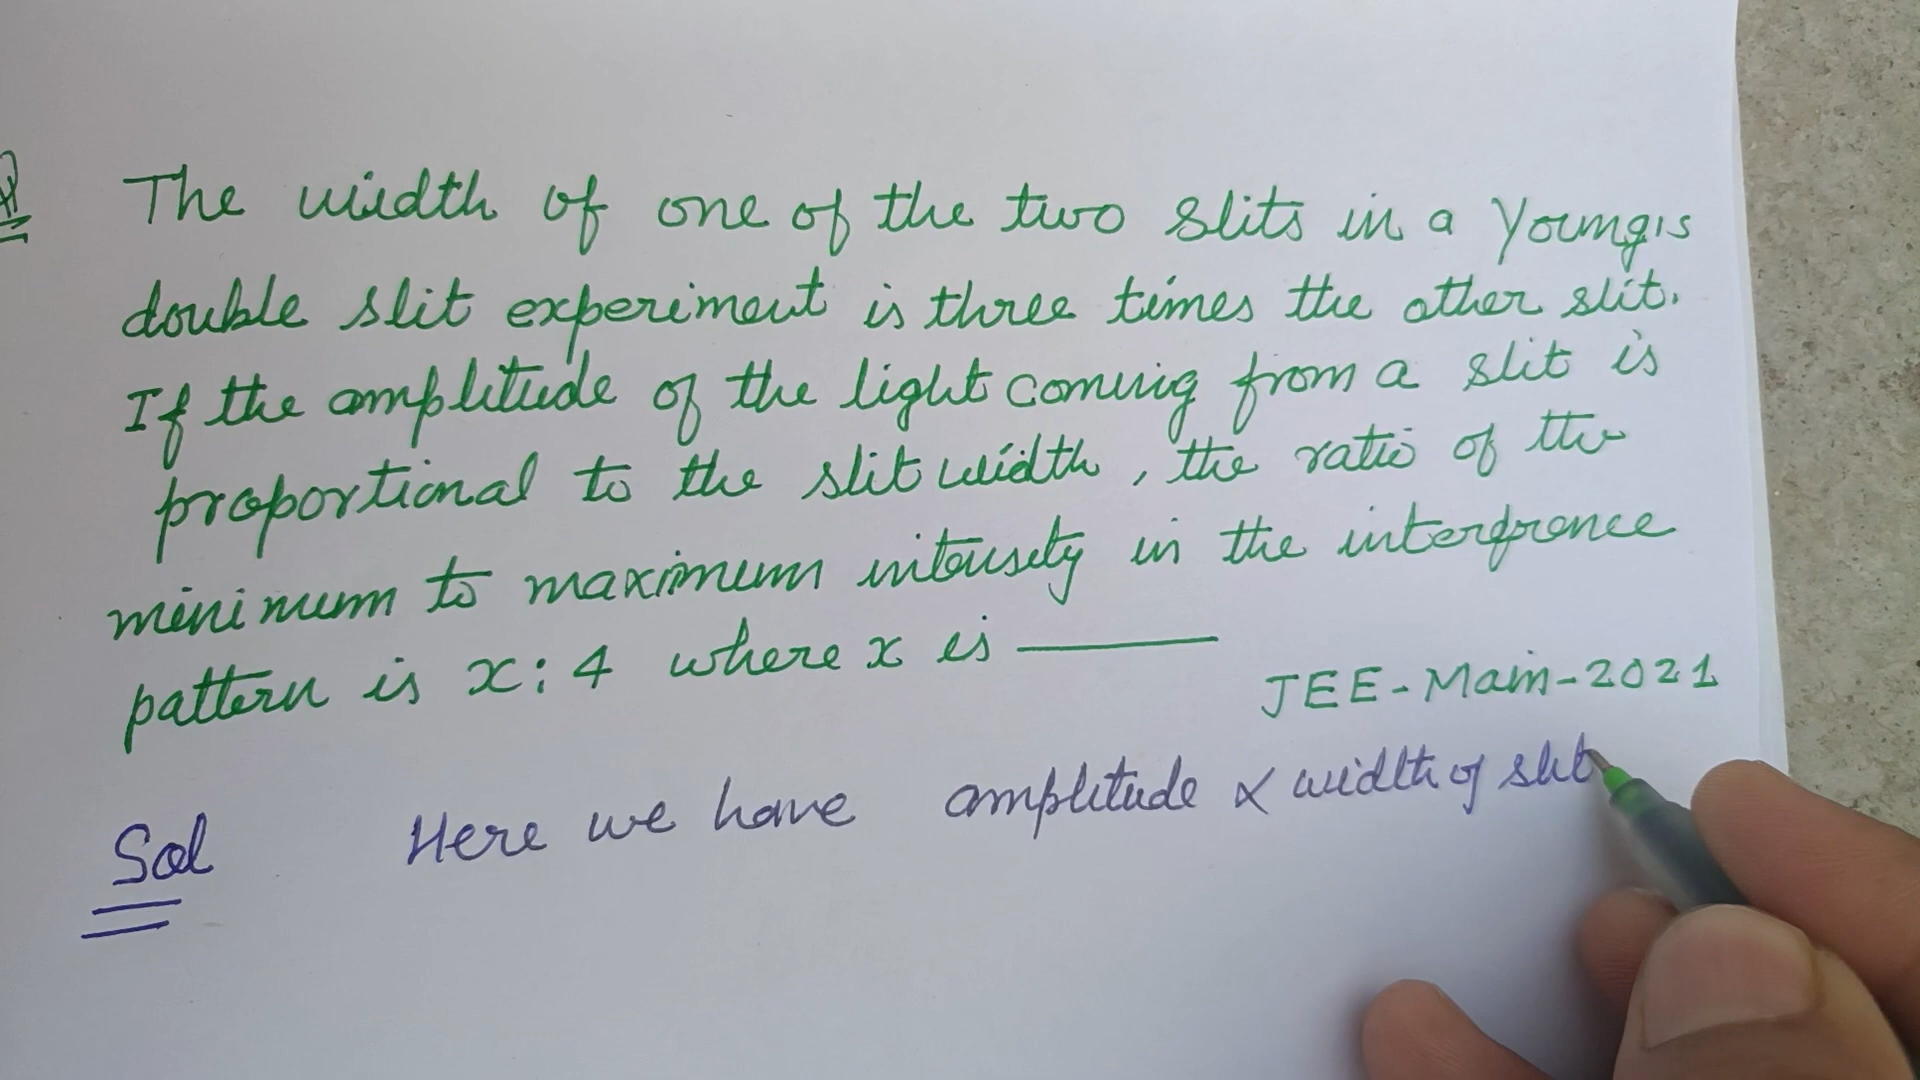 Q The width of one of the two slits in a Young's
double slit experiment is three times the other slit.
If the amplitude of the light coming from a slit is
proportional to the slit width, the ratio of the
minimum to maximum intensity in the interfrence
pattern is x:4 where x is ———
JEE-Main-2021
Sol Here we have amplitude ∝ width of slit